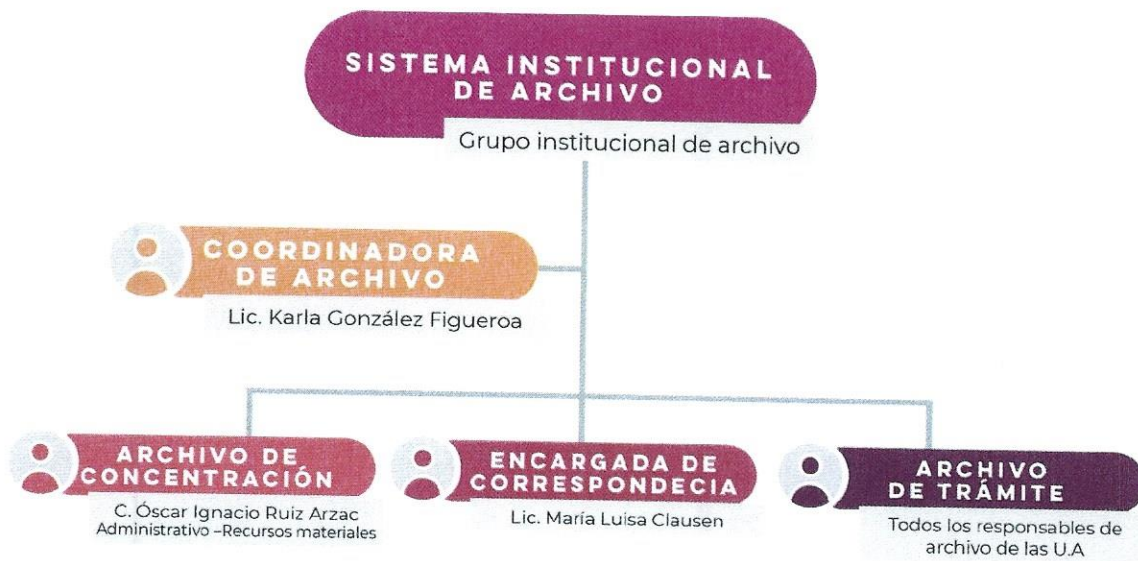 SISTEMA INSTITUCIONAL
DE ARCHIVO
Grupo institucional de archivo
COORDINADORA
DE ARCHIVO
Lic. Karla González Figueroa
ARCHIVO DE
CONCENTRACIÓN
C. Óscar Ignacio Ruiz Arzac
Administrativo –Recursos materiales
ENCARGADA DE
CORRESPONDECIA
Lic. María Luisa Clausen
ARCHIVO
DE TRÁMITE
Todos los responsables de
archivo de las U.A